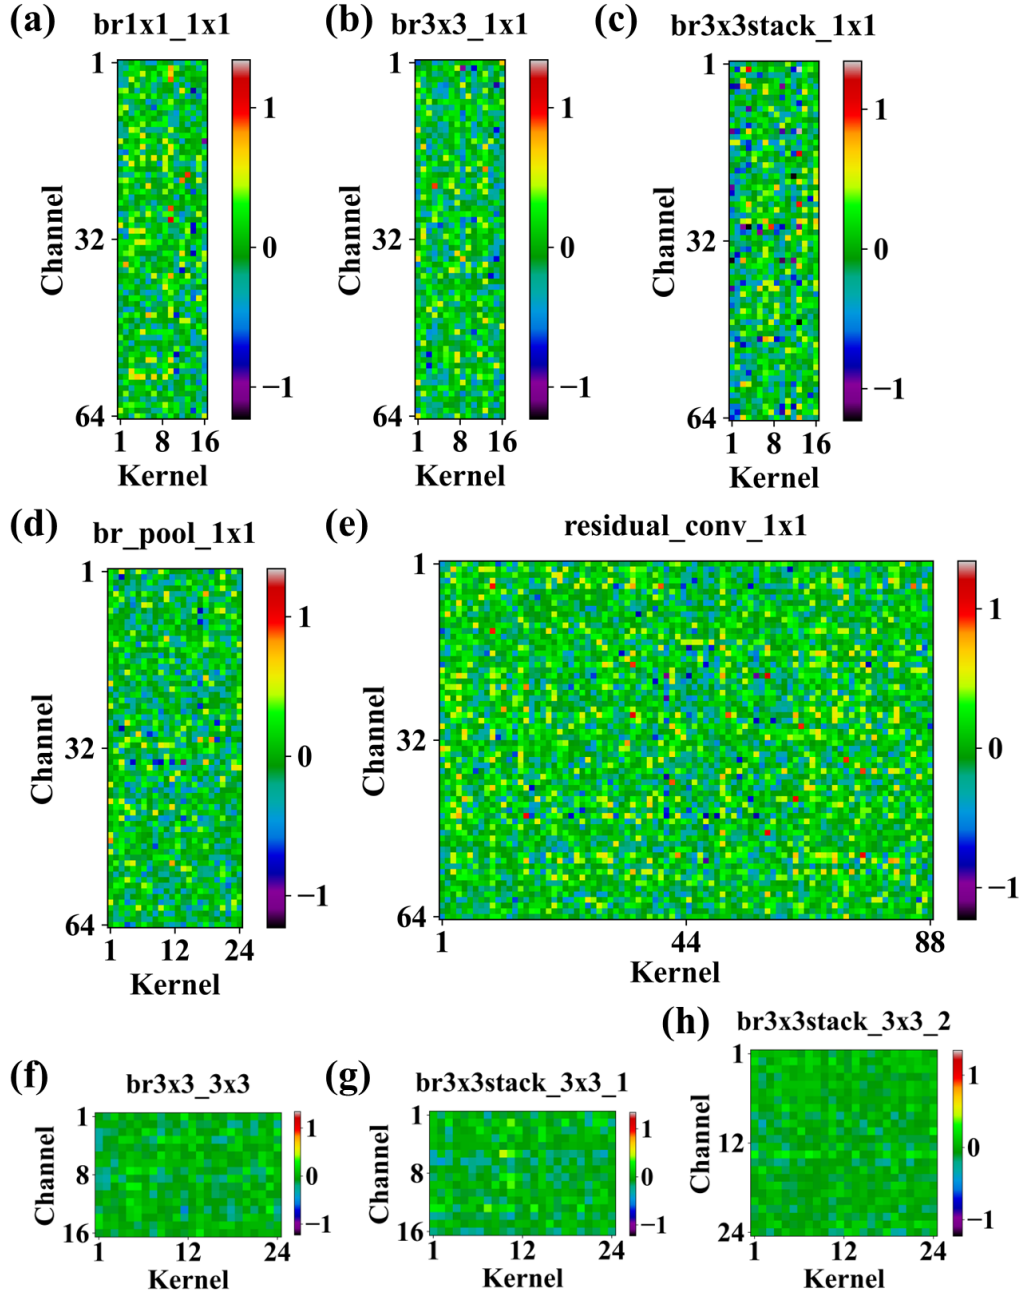 (a) br1x1_1x1
1
32
64
Channel
1 8 16
Kernel
1
0
−1
(b) br3x3_1x1
1
32
64
Channel
1 8 16
Kernel
1
0
−1
(c) br3x3stack_1x1
1
32
64
Channel
1 8 16
Kernel
1
0
−1
(d) br_pool_1x1
1
32
64
Channel
1 12 24
Kernel
1
0
−1
(e) residual_conv_1x1
1
32
64
Channel
1 44 88
Kernel
1
0
−1
(f) br3x3_3x3
1
8
16
Channel
1 12 24
Kernel
1
0
−1
(g) br3x3stack_3x3_1
1
8
16
Channel
1 12 24
Kernel
1
0
−1
(h) br3x3stack_3x3_2
1
12
24
Channel
1 12 24
Kernel
1
0
−1